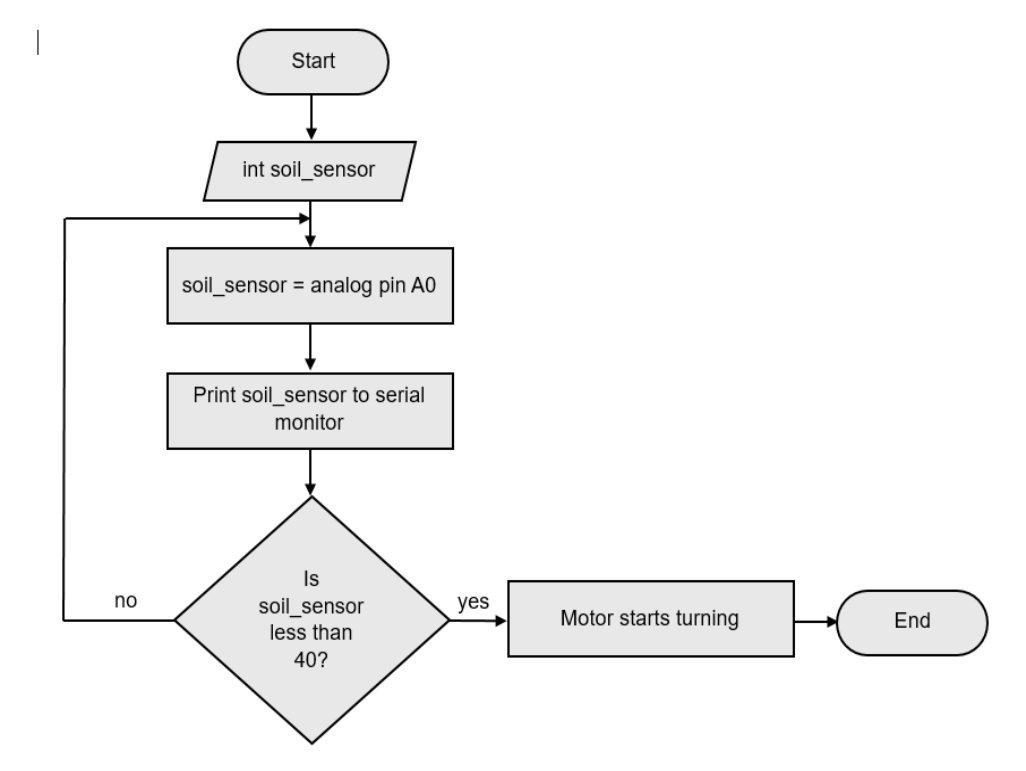 Start
int soil_sensor
soil_sensor = analog pin A0
Print soil_sensor to serial
monitor
Is
soil_sensor
less than
40?
no
yes
Motor starts turning
End